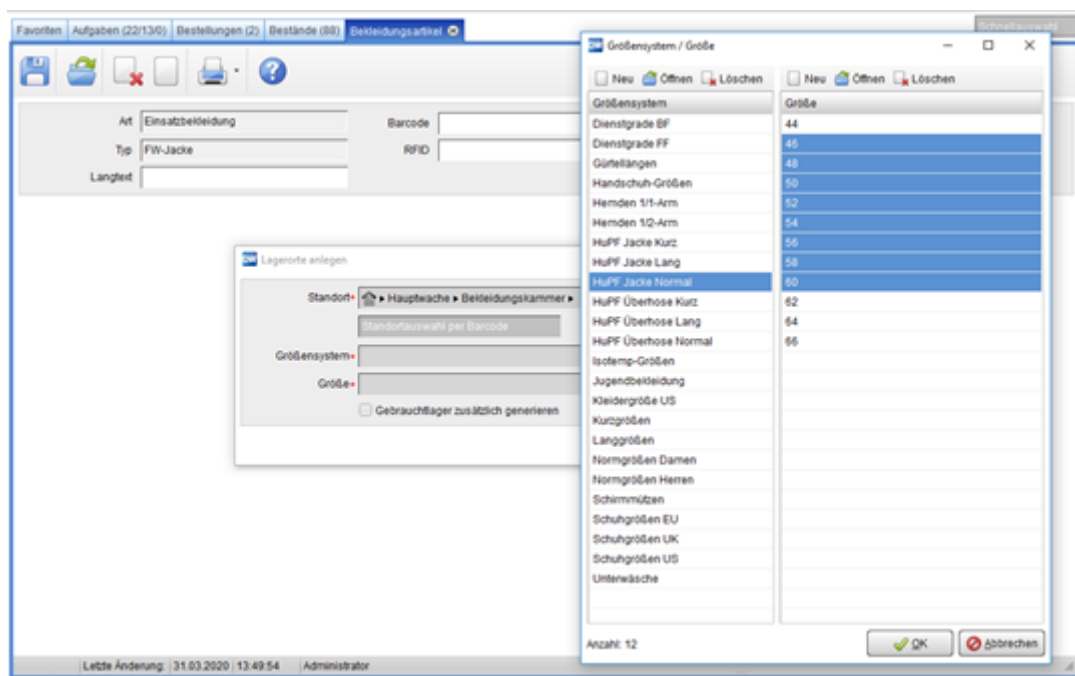 Favoriten Aufgaben (22/13/0) Bestellungen (2) Bestände (88) Bekleidungsartikel
Schnellauswahl
Art Einsatzbekleidung Barcode
Typ FW-Jacke RFID
Langtext
Lagerorte anlegen
Standort* Hauptwache Bekleidungskammer
Standortauswahl per Barcode
Größensystem*
Größe*
Gebrauchtlager zusätzlich generieren
Letzte Änderung: 31.03.2020 13:49:54 Administrator
DW Größensystem / Größe
Neu Öffnen Löschen Neu Öffnen Löschen
Größensystem Größe
Dienstgrade BF 44
Dienstgrade FF 46
Gürtellängen 48
Handschuh-Größen 50
Hemden 1/1-Arm 52
Hemden 1/2-Arm 54
HuPF Jacke Kurz 56
HuPF Jacke Lang 58
HuPF Jacke Normal 60
HuPF Überhose Kurz 62
HuPF Überhose Lang 64
HuPF Überhose Normal 66
Isotemp-Größen
Jugendbekleidung
Kleidergröße US
Kurzgrößen
Langgrößen
Normgrößen Damen
Normgrößen Herren
Schirmmützen
Schuhgrößen EU
Schuhgrößen UK
Schuhgrößen US
Unterwäsche
Anzahl: 12 OK Abbrechen